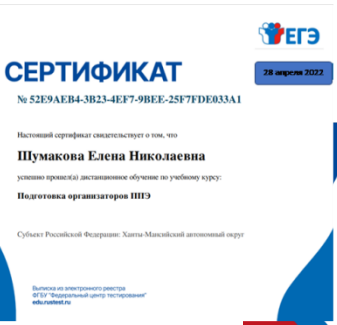 ЕГЭ
СЕРТИФИКАТ
28 апреля 2022
№ 52E9AEB4-3B23-4EF7-9BEE-25F7FDE033A1
Настоящий сертификат свидетельствует о том, что
Шумакова Елена Николаевна
успешно прошел(а) дистанционное обучение по учебному курсу:
Подготовка организаторов ППЭ
Субъект Российской Федерации: Ханты-Мансийский автономный округ
Выписка из электронного реестра
ФГБУ "Федеральный центр тестирования"
edu.rustest.ru